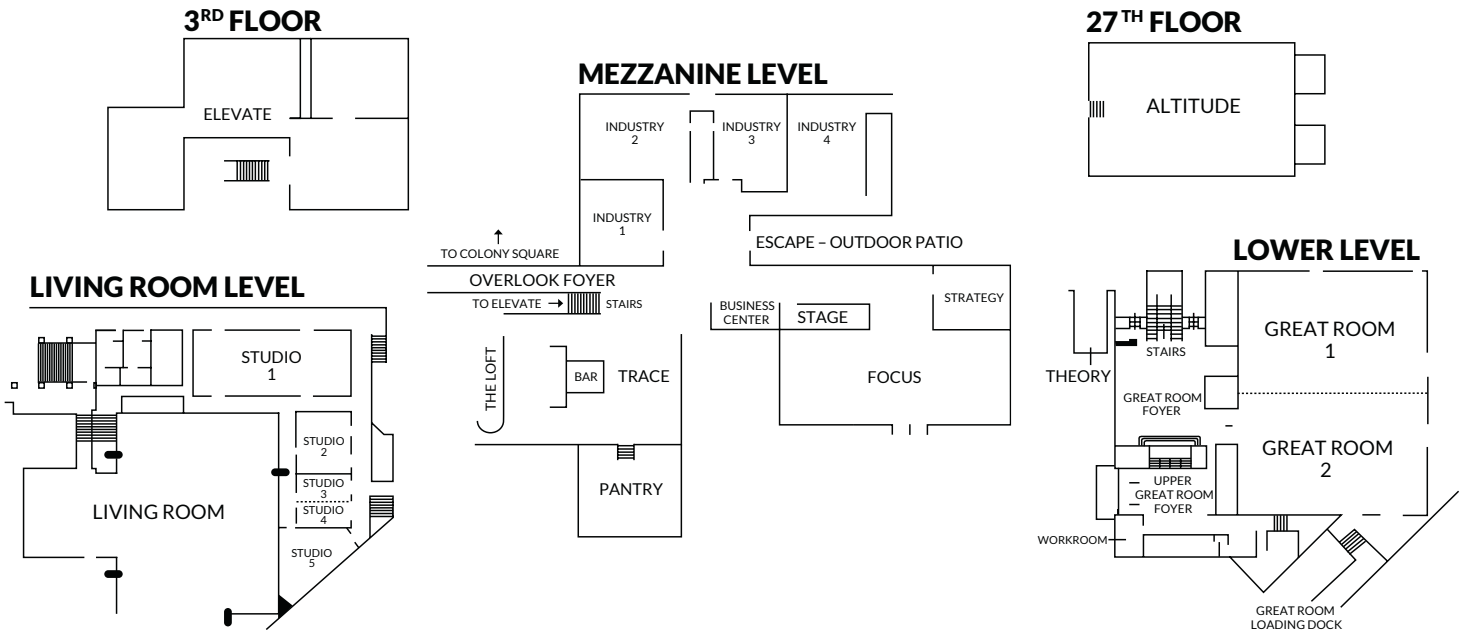 3RD FLOOR
ELEVATE
MEZZANINE LEVEL
INDUSTRY
2
INDUSTRY
3
INDUSTRY
4
INDUSTRY
1
TO COLONY SQUARE
OVERLOOK FOYER
TO ELEVATE →
STAIRS
ESCAPE – OUTDOOR PATIO
BUSINESS
CENTER
STAGE
STRATEGY
THE LOFT
BAR
TRACE
FOCUS
PANTRY
27TH FLOOR
ALTITUDE
LIVING ROOM LEVEL
STUDIO
1
STUDIO
2
STUDIO
3
STUDIO
4
STUDIO
5
LIVING ROOM
LOWER LEVEL
GREAT ROOM
1
STAIRS
THEORY
GREAT ROOM
FOYER
GREAT ROOM
2
UPPER
GREAT ROOM
FOYER
WORKROOM
GREAT ROOM
LOADING DOCK